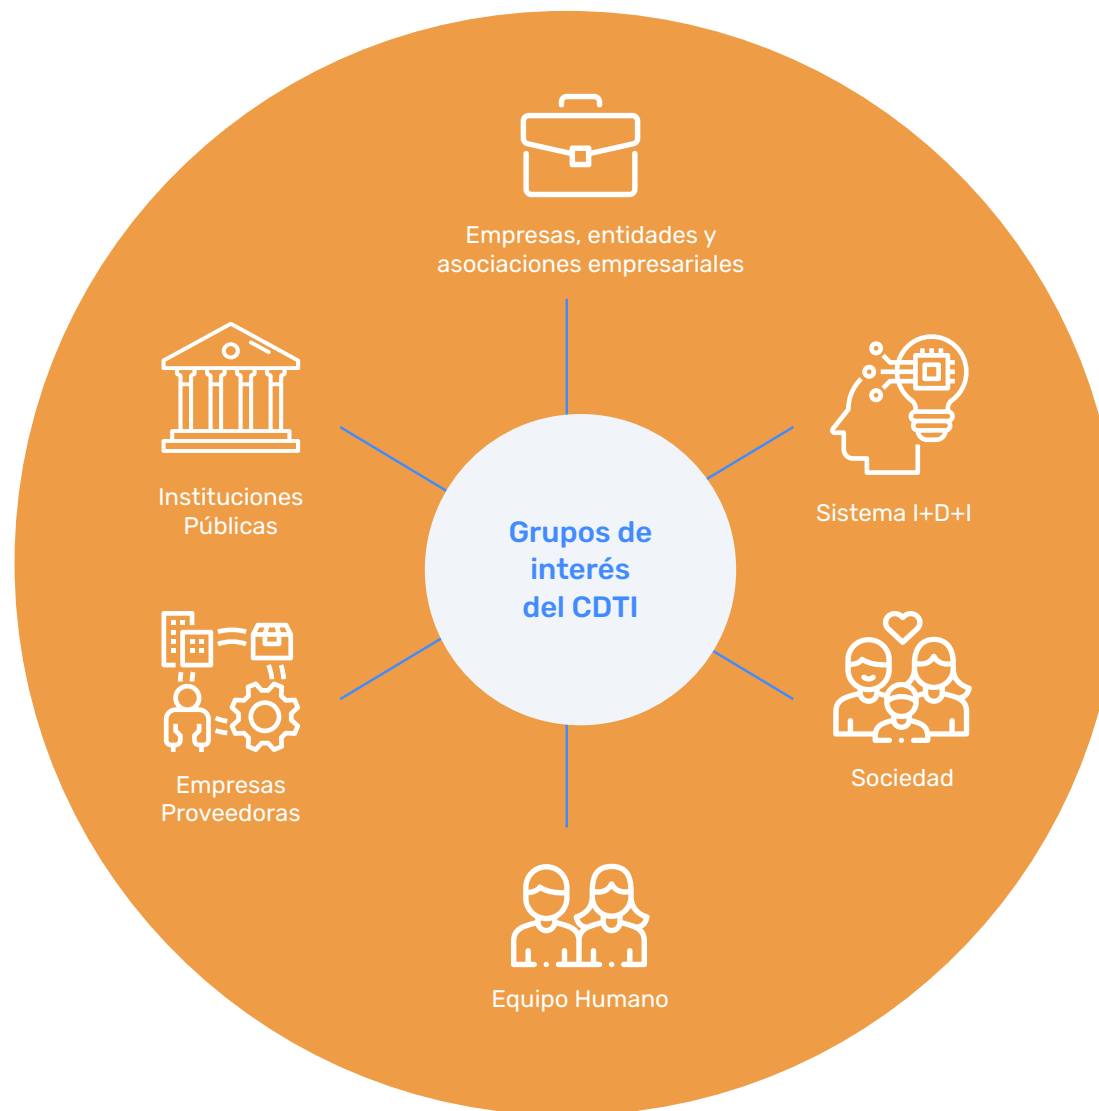 Empresas, entidades y
asociaciones empresariales
Instituciones
Públicas
Sistema I+D+I
Grupos de
interés
del CDTI
Empresas
Proveedoras
Sociedad
Equipo Humano